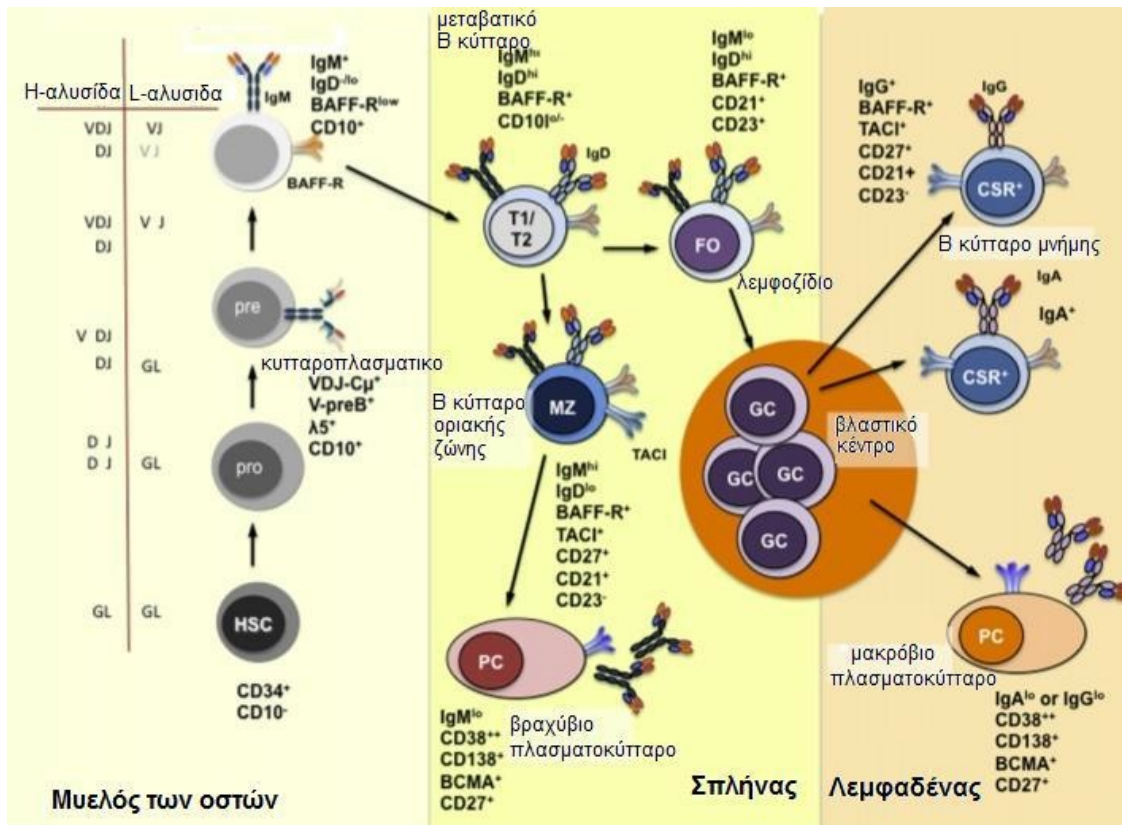 Η-αλυσίδα
L-αλυσιδα
VDJ
VJ
DJ
VJ
VDJ
V J
DJ
V DJ
DJ
GL
D J
D J
GL
GL
GL
IgM
IgM⁺
IgD⁻/ˡᵒ
BAFF-Rˡᵒʷ
CD10⁺
BAFF-R
pre
κυτταροπλασματικο
VDJ-Cμ⁺
V-preB⁺
λ5⁺
CD10⁺
pro
HSC
CD34⁺
CD10⁻
Μυελός των οστών
μεταβατικό
Β κύτταρο
IgMʰⁱ
IgDʰⁱ
BAFF-R⁺
CD10lᵒ/⁻
IgD
T1/
T2
IgMˡᵒ
IgDʰⁱ
BAFF-R⁺
CD21⁺
CD23⁺
FO
λεμφοζίδιο
Β κύτταρο
οριακής
ζώνης
MZ
TACI
IgMʰⁱ
IgDˡᵒ
BAFF-R⁺
TACI⁺
CD27⁺
CD21⁺
CD23⁻
PC
IgMˡᵒ
CD38⁺⁺
CD138⁺
BCMA⁺
CD27⁺
βραχύβιο
πλασματοκύτταρο
GC
GC
GC
GC
βλαστικό
κέντρο
Σπλήνας
IgG⁺
BAFF-R⁺
TACI⁺
CD27⁺
CD21+
CD23⁻
IgG
CSR⁺
Β κύτταρο μνήμης
IgA
IgA⁺
CSR⁺
PC
μακρόβιο
πλασματοκύτταρο
IgAˡᵒ or IgGˡᵒ
CD38⁺⁺
CD138⁺
BCMA⁺
CD27⁺
Λεμφαδένας